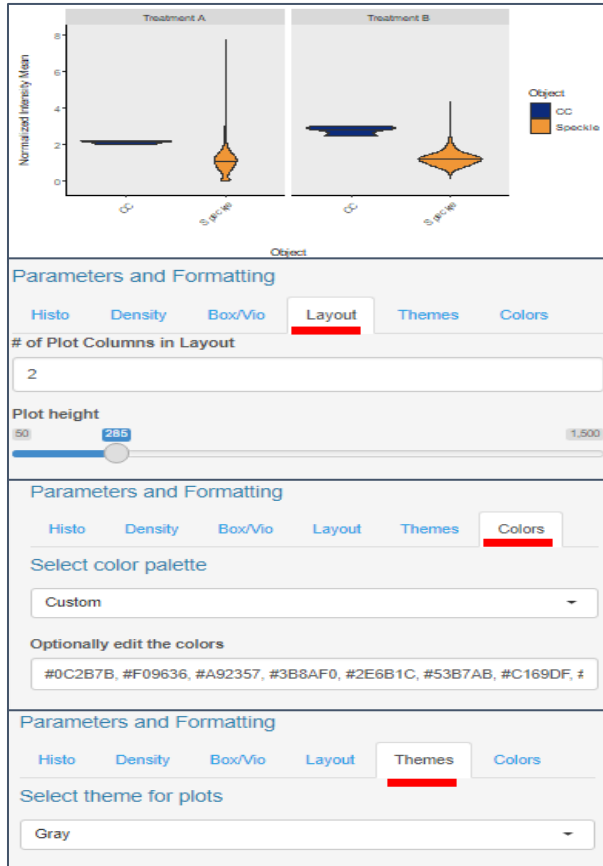 Treatment A Treatment B
8
6
4
2
0
Normalized Intensity Mean
CC Speckle CC Speckle
Object
Object
CC
Speckle
Parameters and Formatting
Histo Density Box/Vio Layout Themes Colors
# of Plot Columns in Layout
2
Plot height
50 285 1,500
Parameters and Formatting
Histo Density Box/Vio Layout Themes Colors
Select color palette
Custom
Optionally edit the colors
#0C2B7B, #F09636, #A92357, #3B8AF0, #2E6B1C, #53B7AB, #C169DF, #
Parameters and Formatting
Histo Density Box/Vio Layout Themes Colors
Select theme for plots
Gray